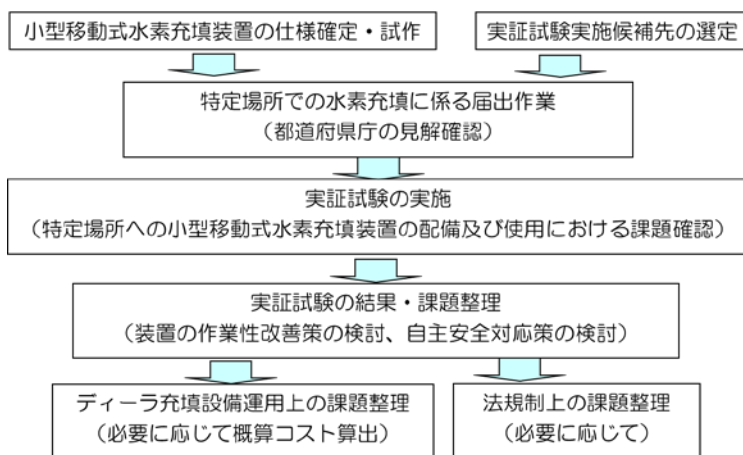 小型移動式水素充填装置の仕様確定・試作
実証試験実施候補先の選定
特定場所での水素充填に係る届出作業
（都道府県庁の見解確認）
実証試験の実施
（特定場所への小型移動式水素充填装置の配備及び使用における課題確認）
実証試験の結果・課題整理
（装置の作業性改善策の検討、自主安全対応策の検討）
ディーラ充填設備運用上の課題整理
（必要に応じて概算コスト算出）
法規制上の課題整理
（必要に応じて）